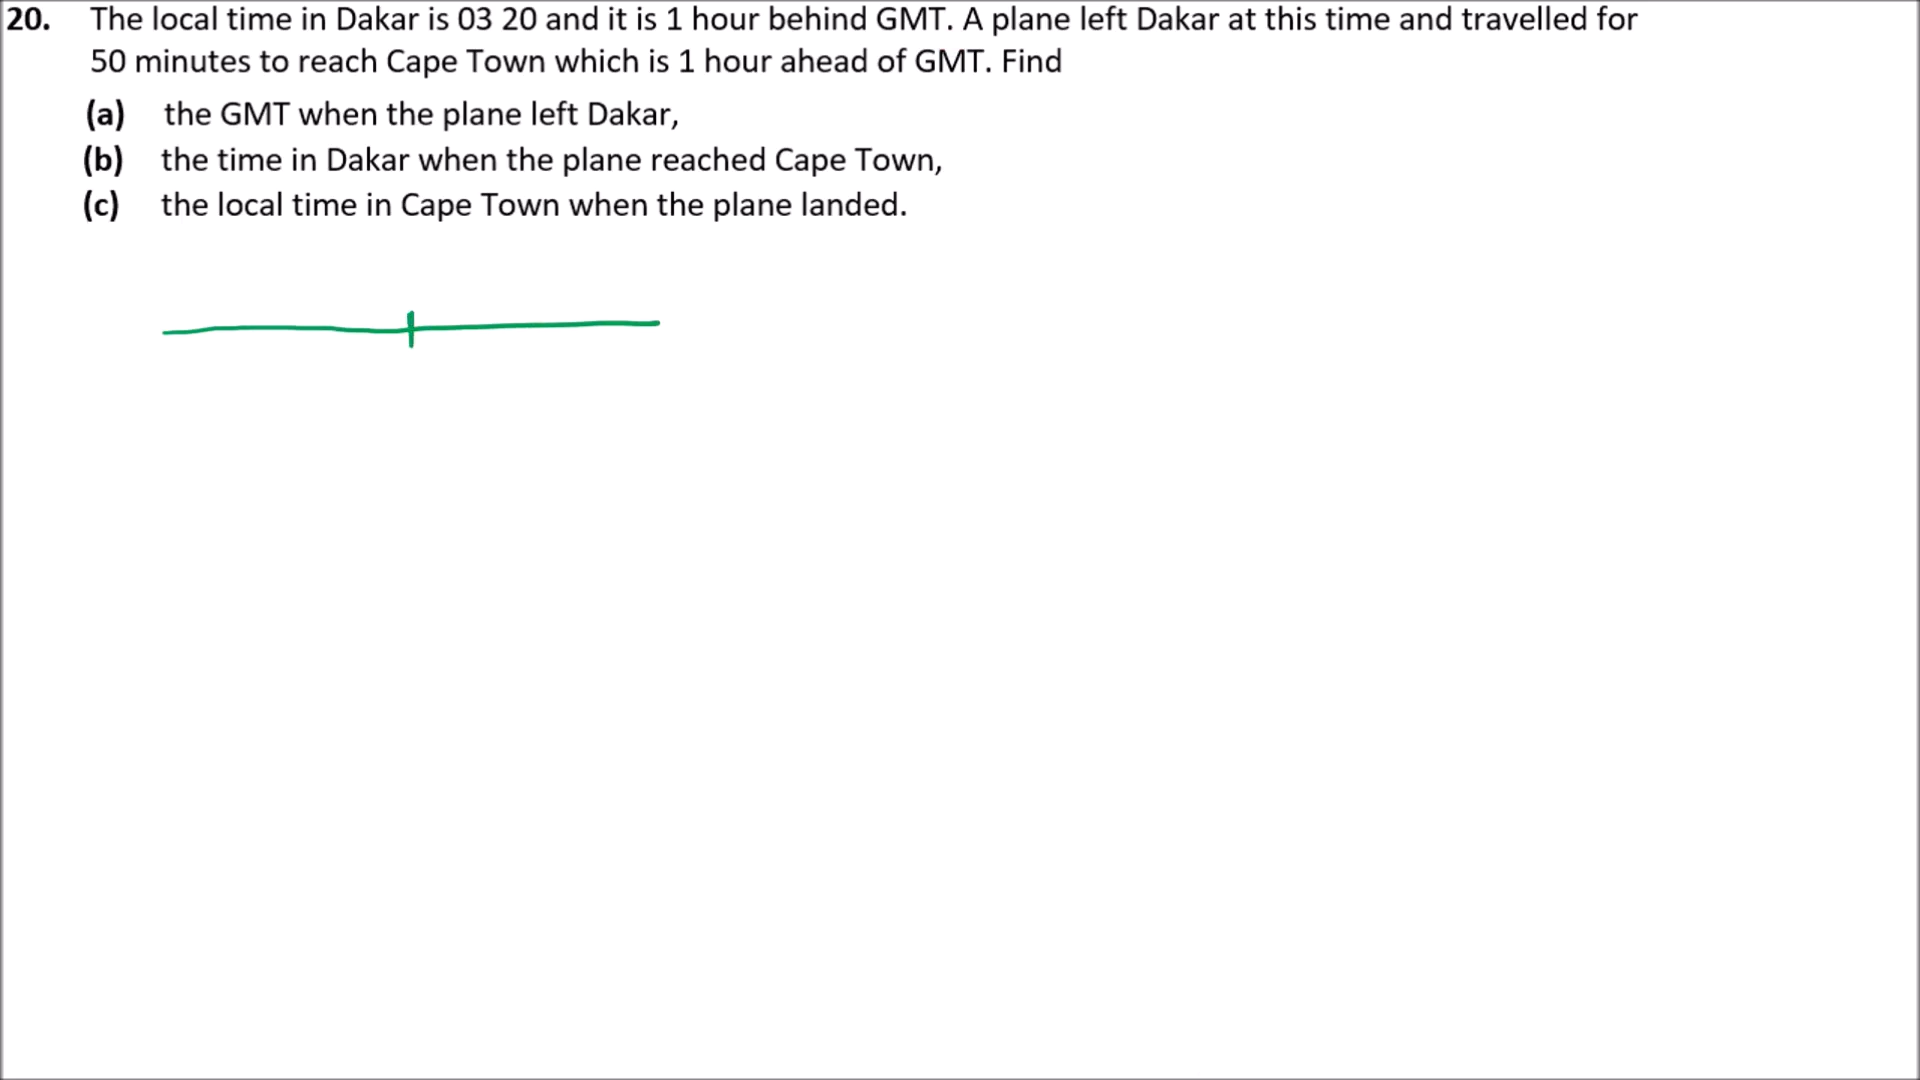 20. The local time in Dakar is 03 20 and it is 1 hour behind GMT. A plane left Dakar at this time and travelled for
50 minutes to reach Cape Town which is 1 hour ahead of GMT. Find
(a) the GMT when the plane left Dakar,
(b) the time in Dakar when the plane reached Cape Town,
(c) the local time in Cape Town when the plane landed.